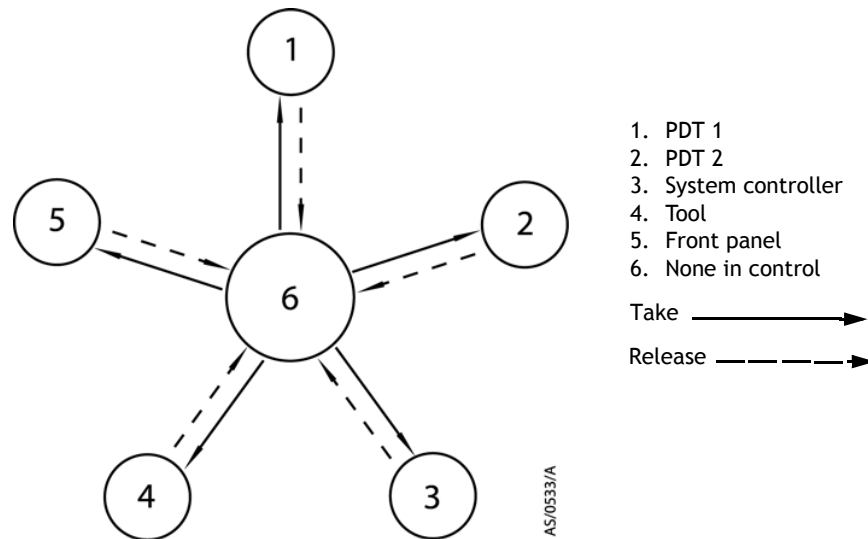 1
2
3
4
5
6
1. PDT 1
2. PDT 2
3. System controller
4. Tool
5. Front panel
6. None in control
Take
Release
AS/0533/A